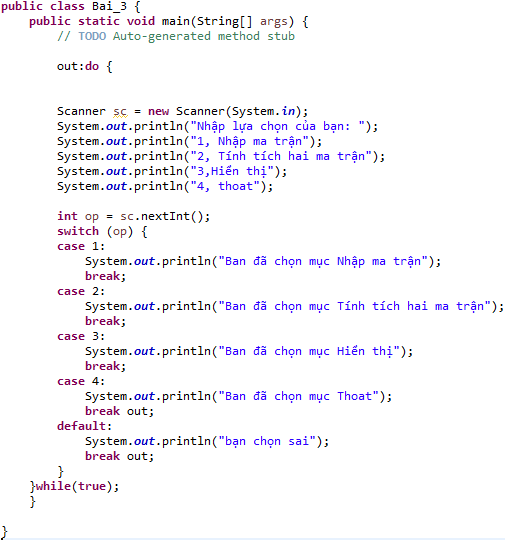 public class Bai_3 {
public static void main(String[] args) {
// TODO Auto-generated method stub
out:do {
Scanner sc = new Scanner(System.in);
System.out.println("Nhập lựa chọn của bạn: ");
System.out.println("1, Nhập ma trận");
System.out.println("2, Tính tích hai ma trận");
System.out.println("3,Hiển thị");
System.out.println("4, thoat");
int op = sc.nextInt();
switch (op) {
case 1:
System.out.println("Ban đã chọn mục Nhập ma trận");
break;
case 2:
System.out.println("Ban đã chọn mục Tính tích hai ma trận");
break;
case 3:
System.out.println("Ban đã chọn mục Hiển thị");
break;
case 4:
System.out.println("Ban đã chọn mục Thoat");
break out;
default:
System.out.println("bạn chọn sai");
break out;
}
}while(true);
}
}